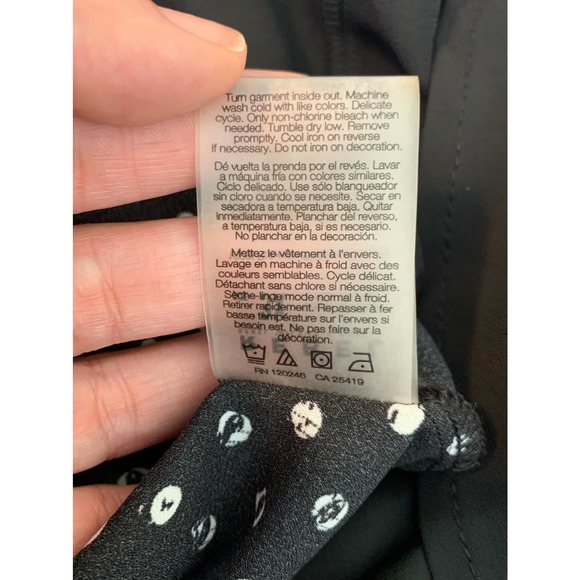 Turn garment inside out. Machine
wash cold with like colors. Delicate
cycle. Only non-chlorine bleach when
needed. Tumble dry low. Remove
promptly. Cool iron on reverse
if necessary. Do not iron on decoration.
Dé vuelta la prenda por el revés. Lavar
a máquina fría con colores similares.
Ciclo delicado. Use sólo blanqueador
sin cloro cuando se necesite. Secar en
secadora a temperatura baja. Quitar
inmediatamente. Planchar del reverso,
a temperatura baja, si es necesario.
No planchar en la decoración.
Mettez le vêtement à l'envers.
Lavage en machine à froid avec des
couleurs semblables. Cycle délicat.
Détachant sans chlore si nécessaire.
Sèche-linge mode normal à froid.
Retirer rapidement. Repasser à fer
basse température sur l'envers si
besoin est. Ne pas faire sur la
décoration.
RN 120246 CA 25419